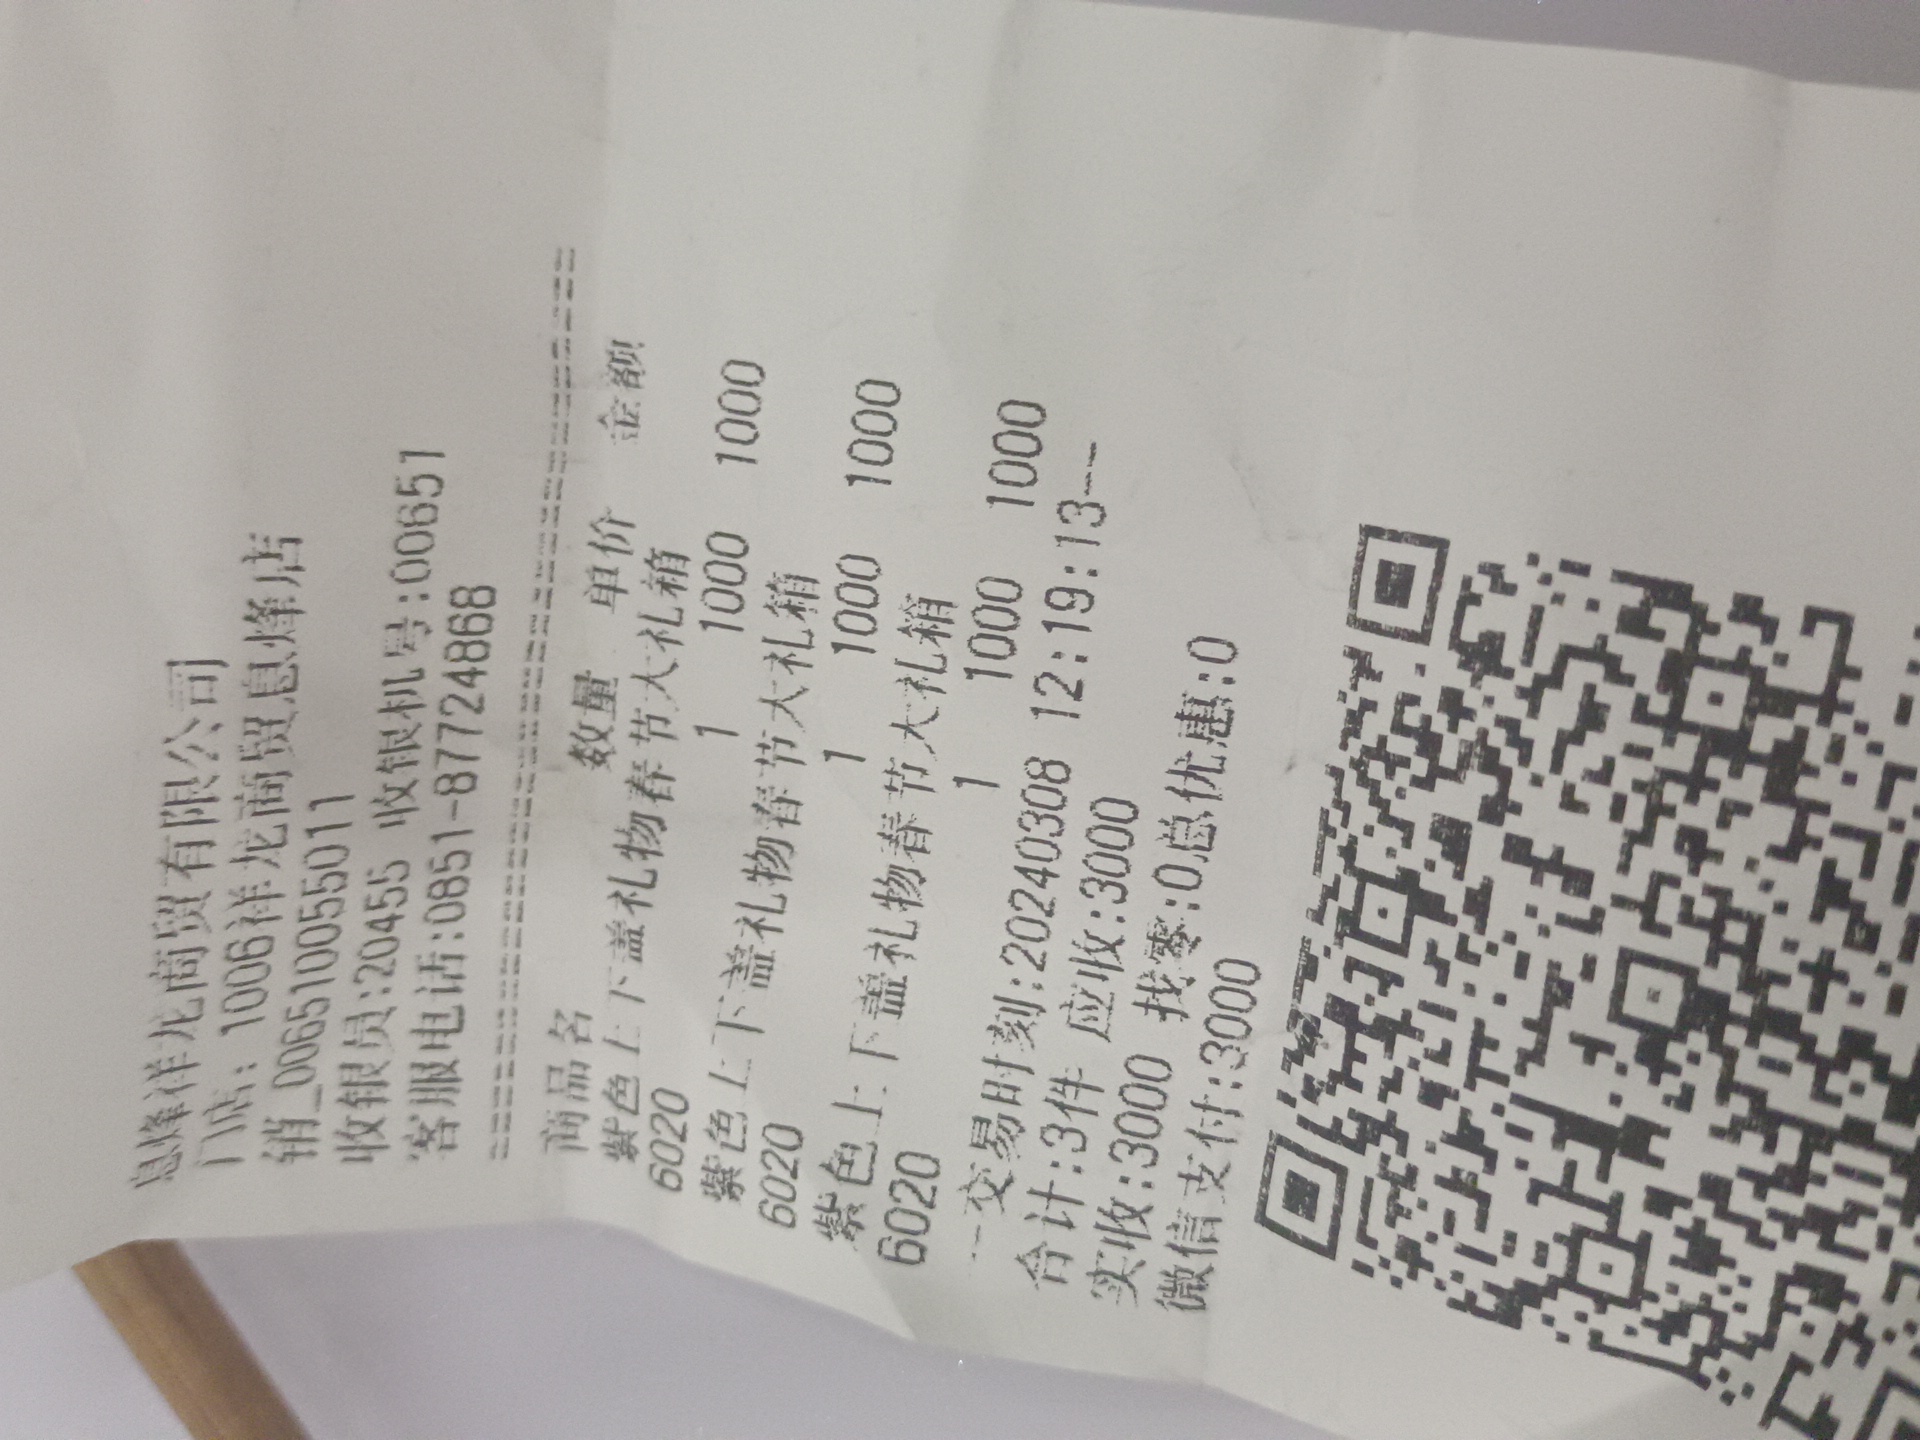 息烽祥龙商贸有限公司
门店: 1006祥龙商贸息烽店
销_006510055011
收银员:20455 收银机号:00651
客服电话:0851-87724868
商品名 数量 单价 金额
紫色上下盖礼物春节大礼箱
6020 1 1000 1000
紫色上下盖礼物春节大礼箱
6020 1 1000 1000
紫色上下盖礼物春节大礼箱
6020 1 1000 1000
--交易时刻:20240308 12:19:13--
合计:3件 应收:3000
实收:3000 找零:0总优惠:0
微信支付:3000